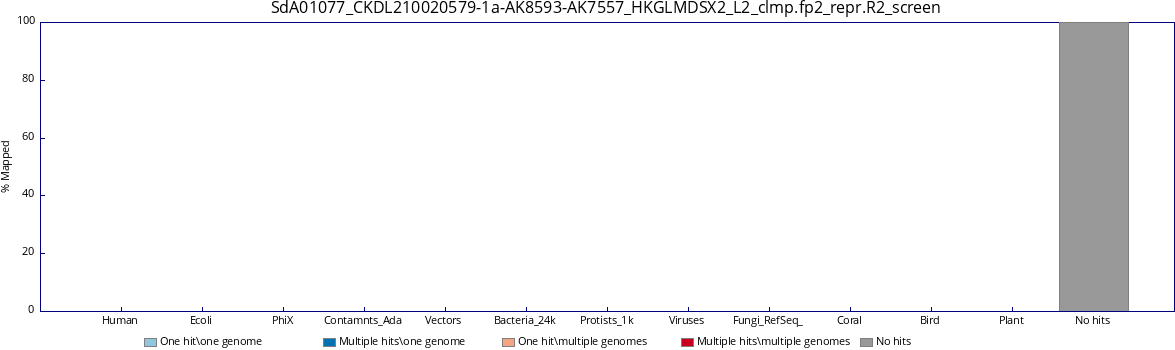 SdA01077_CKDL210020579-1a-AK8593-AK7557_HKGLMDSX2_L2_clmp.fp2_repr.R2_screen
100
80
60
40
20
0
% Mapped
Human Ecoli PhiX Contamnts_Ada Vectors Bacteria_24k Protists_1k Viruses Fungi_RefSeq_ Coral Bird Plant No hits
One hit\one genome Multiple hits\one genome One hit\multiple genomes Multiple hits\multiple genomes No hits